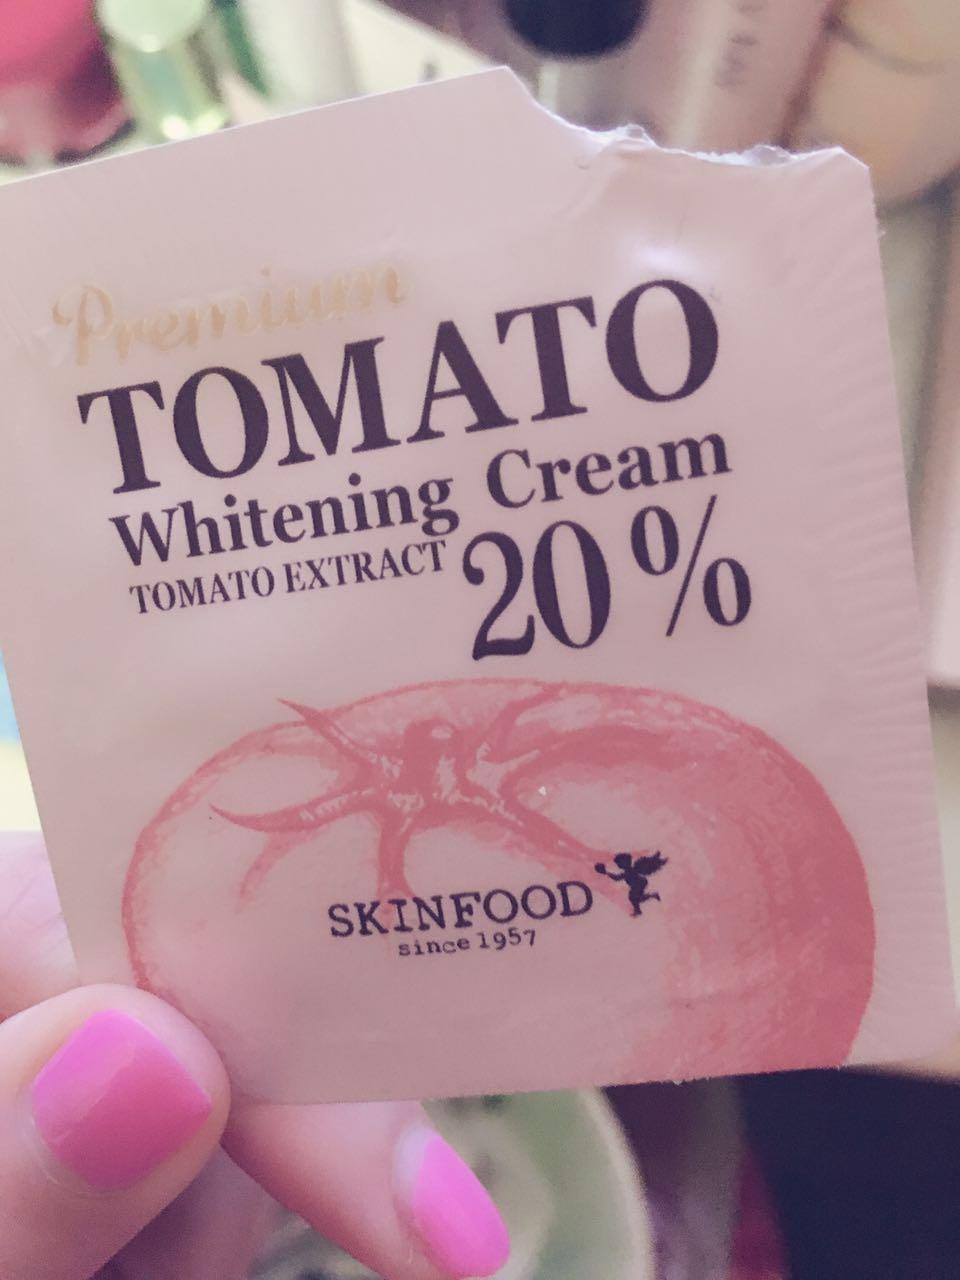 Premium
TOMATO
Whitening Cream
TOMATO EXTRACT 20%
SKINFOOD
since 1957